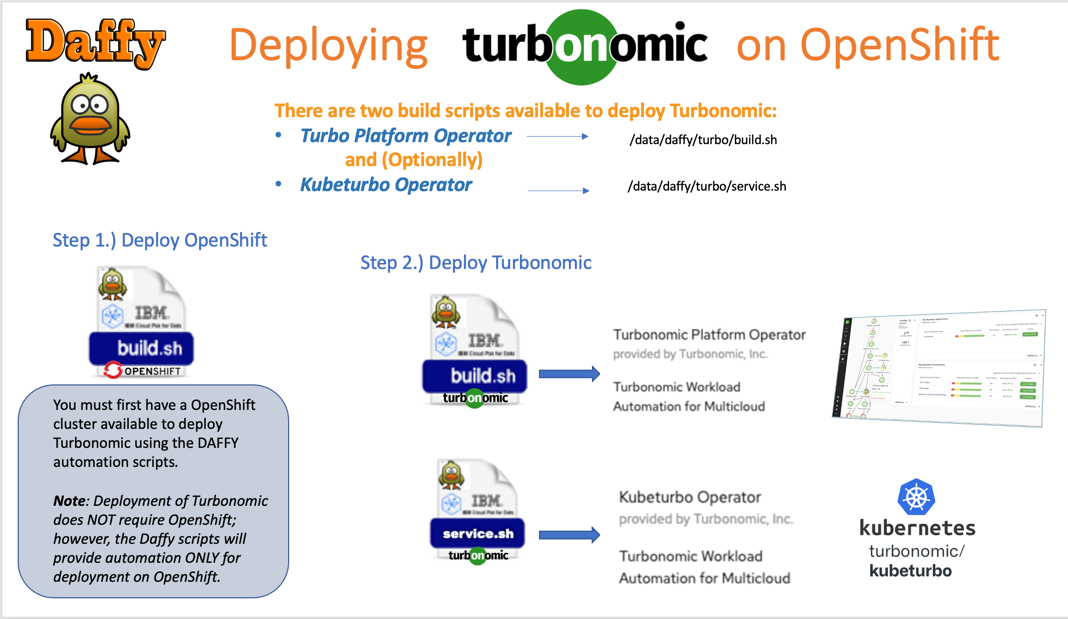 Daffy
Deploying turbonomic on OpenShift
There are two build scripts available to deploy Turbonomic:
• Turbo Platform Operator
/data/daffy/turbo/build.sh
and (Optionally)
• Kubeturbo Operator
/data/daffy/turbo/service.sh
Step 1.) Deploy OpenShift
IBM
IBM Cloud Pak for Data
build.sh
OPENSHIFT
You must first have a OpenShift
cluster available to deploy
Turbonomic using the DAFFY
automation scripts.
Note: Deployment of Turbonomic
does NOT require OpenShift;
however, the Daffy scripts will
provide automation ONLY for
deployment on OpenShift.
Step 2.) Deploy Turbonomic
IBM
IBM Cloud Pak for Data
build.sh
turbonomic
Turbonomic Platform Operator
provided by Turbonomic, Inc.
Turbonomic Workload
Automation for Multicloud
IBM
IBM Cloud Pak for Data
service.sh
turbonomic
Kubeturbo Operator
provided by Turbonomic, Inc.
Turbonomic Workload
Automation for Multicloud
kubernetes
turbonomic/
kubeturbo